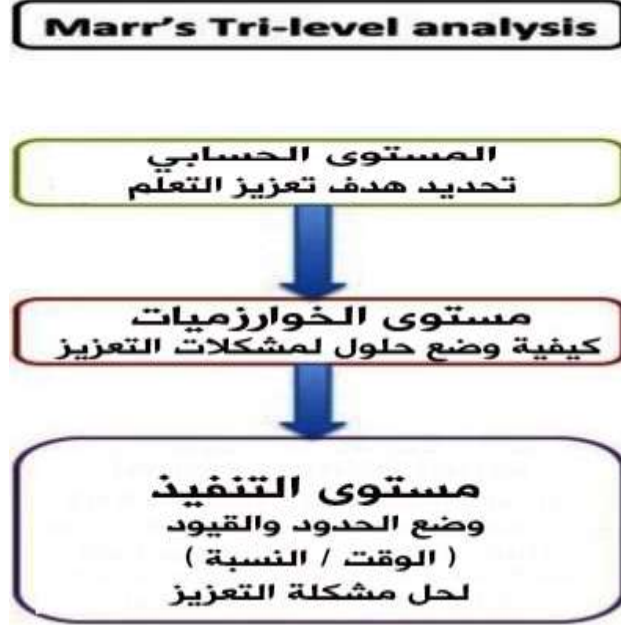 Marr's Tri-level analysis
المستوى الحسابي
تحديد هدف تعزيز التعلم
مستوى الخوارزميات
كيفية وضع حلول لمشكلات التعزيز
مستوى التنفيذ
وضع الحدود والقيود
( الوقت / النسبة )
لحل مشكلة التعزيز